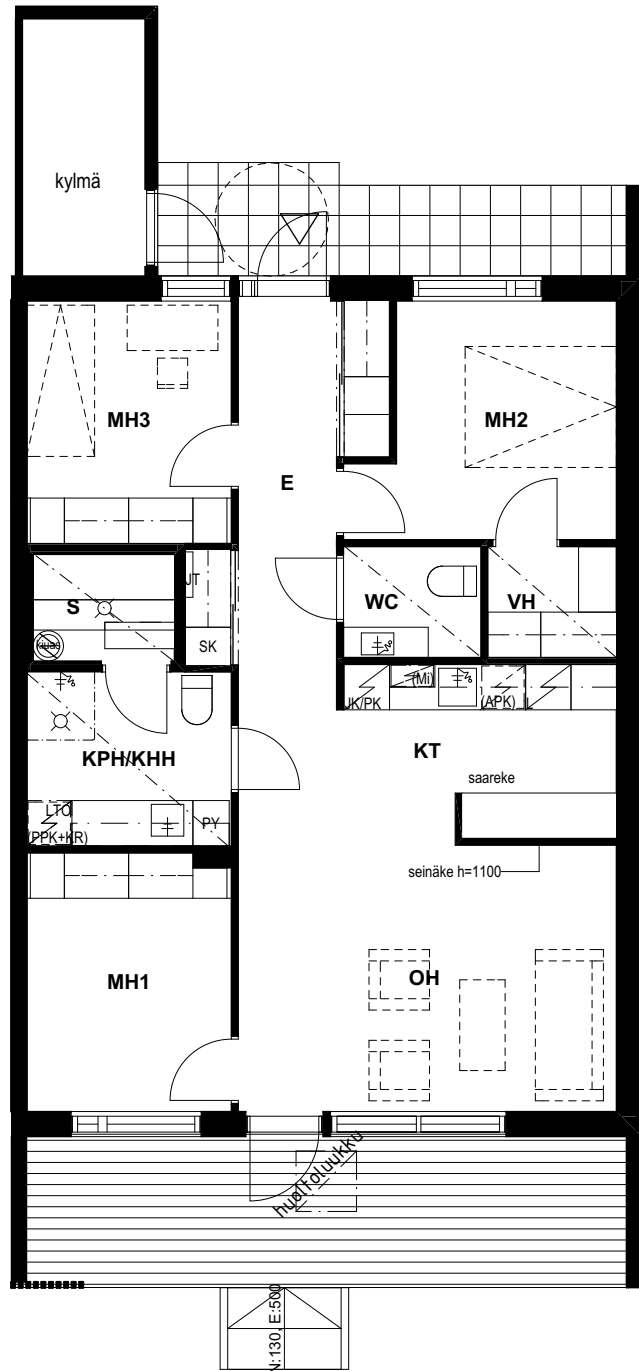 kylmä
MH3
MH2
E
S
JT
WC
VH
kiuas
SK
JK/PK
(Mi)
(APK)
L
KPH/KHH
KT
saareke
LTO
(PPK+KR)
PY
seinäke h=1100
MH1
OH
huoltoluukku
N:130, E:500